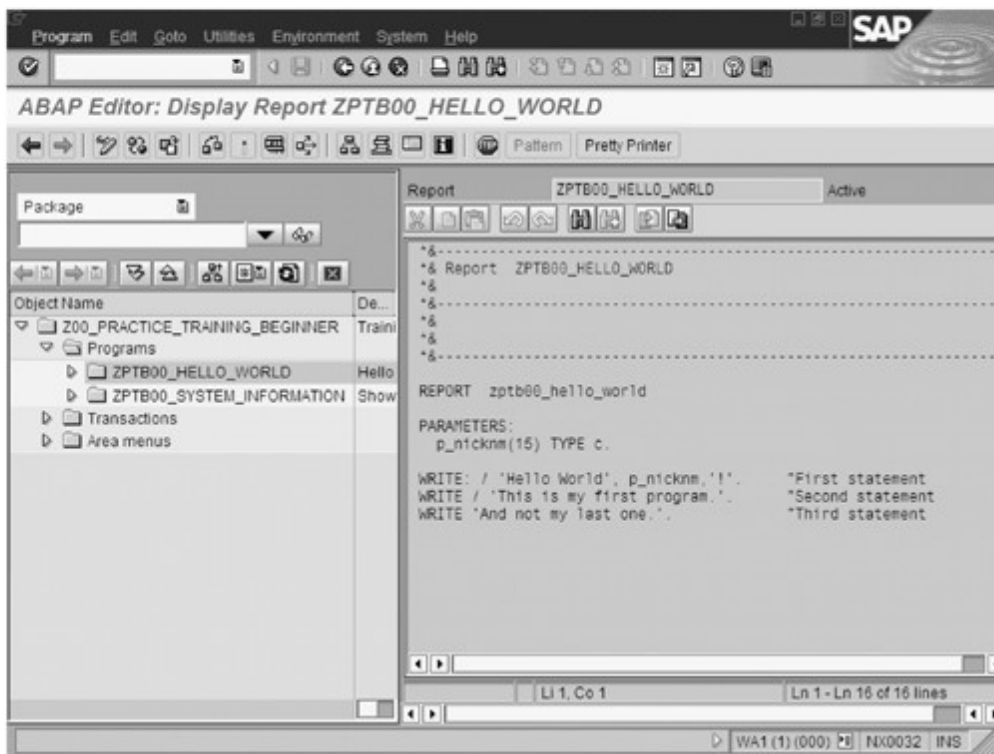 Program Edit Goto Utilities Environment System Help
SAP
ABAP Editor: Display Report ZPTB00_HELLO_WORLD
Pattern Pretty Printer
Package
Report ZPTB00_HELLO_WORLD Active
Object Name De...
Z00_PRACTICE_TRAINING_BEGINNER Traini
Programs
ZPTB00_HELLO_WORLD Hello
ZPTB00_SYSTEM_INFORMATION Show
Transactions
Area menus
*&---------------------------------------------------------------------
*& Report ZPTB00_HELLO_WORLD
*&
*&---------------------------------------------------------------------
*&
*&
*&---------------------------------------------------------------------
REPORT zptb00_hello_world
PARAMETERS:
p_nicknm(15) TYPE c.
WRITE: / 'Hello World', p_nicknm,'!'. "First statement
WRITE / 'This is my first program.'. "Second statement
WRITE 'And not my last one.'. "Third statement
Li 1, Co 1 Ln 1 - Ln 16 of 16 lines
WA1 (1) (000) NX0032 INS